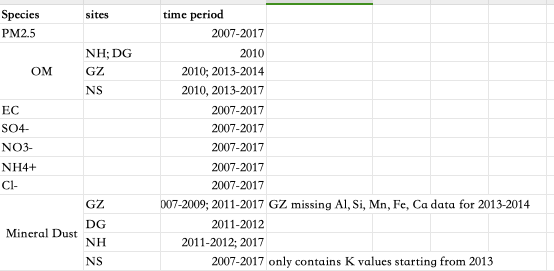 Species sites time period
PM2.5 2007-2017
NH; DG 2010
OM GZ 2010; 2013-2014
NS 2010, 2013-2017
EC 2007-2017
SO4- 2007-2017
NO3- 2007-2017
NH4+ 2007-2017
Cl- 2007-2017
GZ 007-2009; 2011-2017 GZ missing Al, Si, Mn, Fe, Ca data for 2013-2014
DG 2011-2012
Mineral Dust NH 2011-2012; 2017
NS 2007-2017 only contains K values starting from 2013